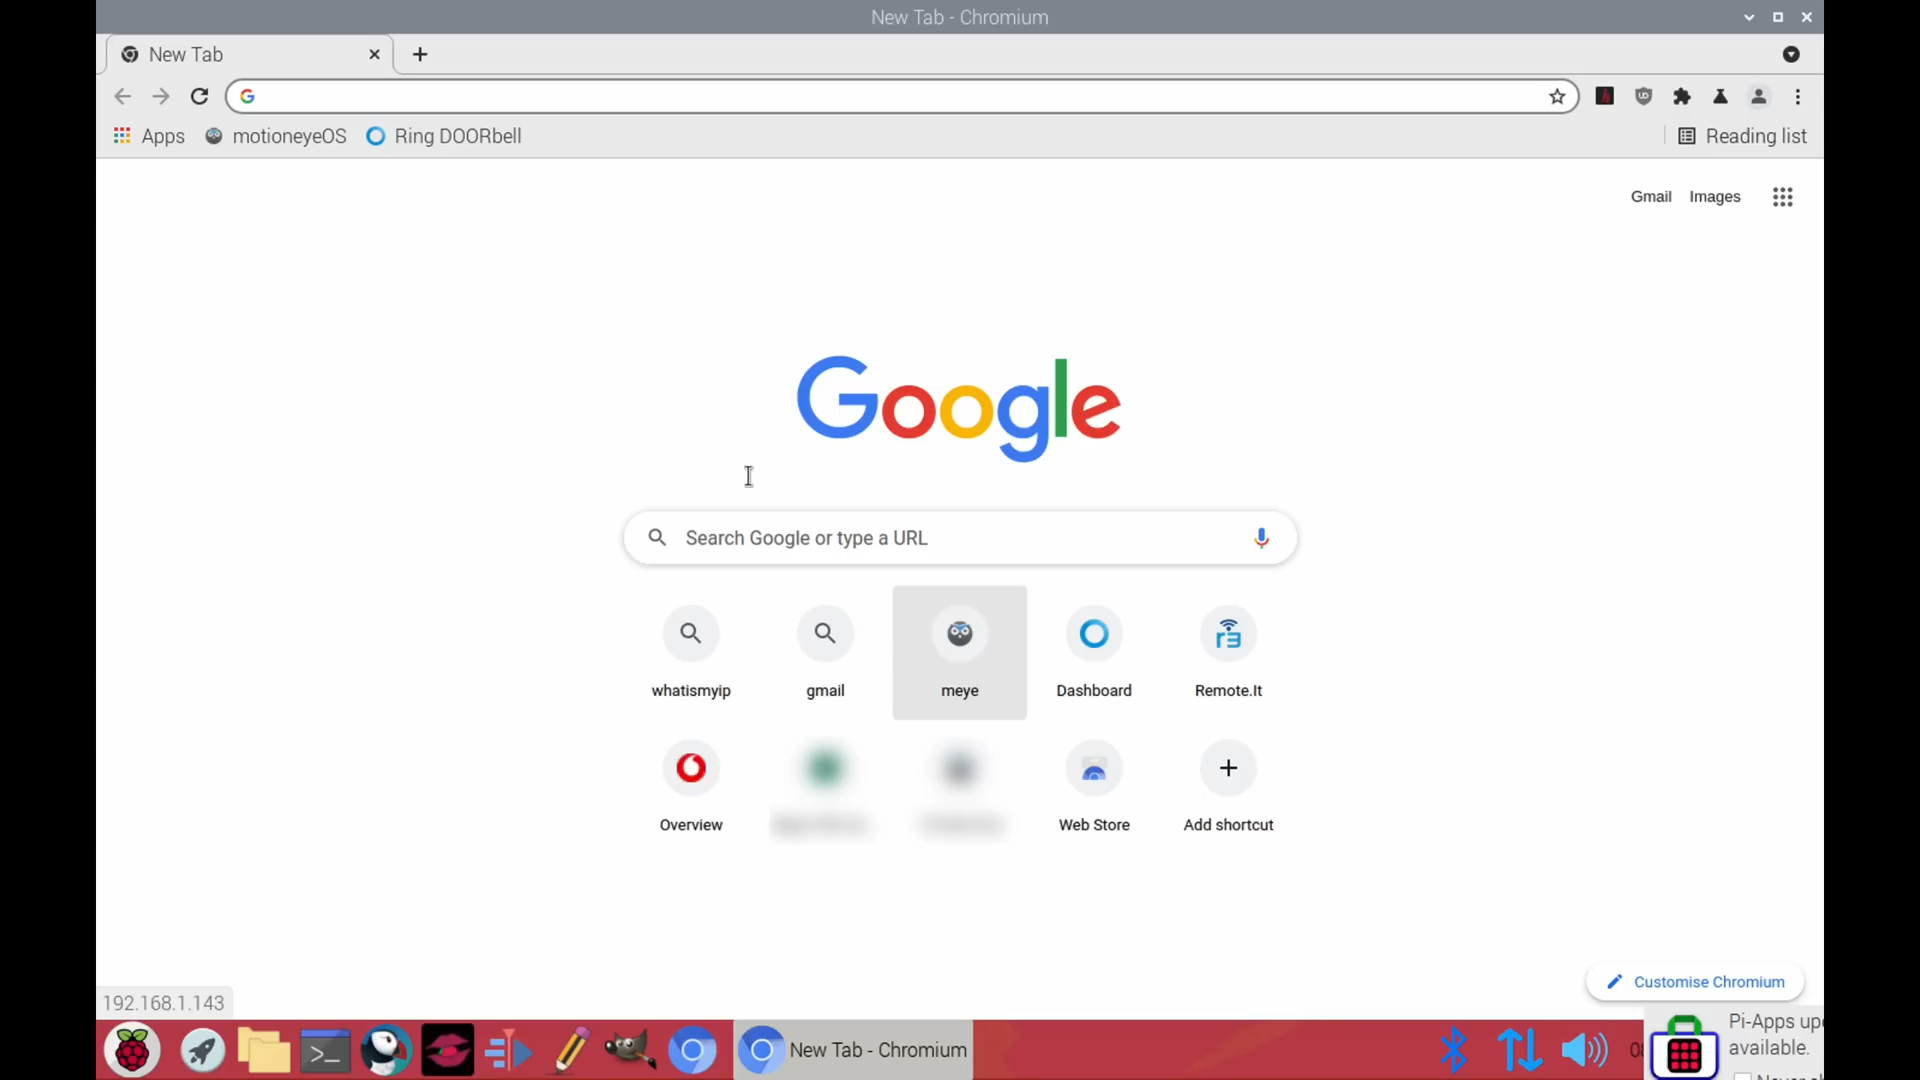 New Tab - Chromium
New Tab
Apps motioneyeOS Ring DOORbell Reading list
Gmail Images
Google
Search Google or type a URL
whatismyip gmail meye Dashboard Remote.It
Overview Web Store Add shortcut
Customise Chromium
192.168.1.143
New Tab - Chromium
Pi-Apps
available.